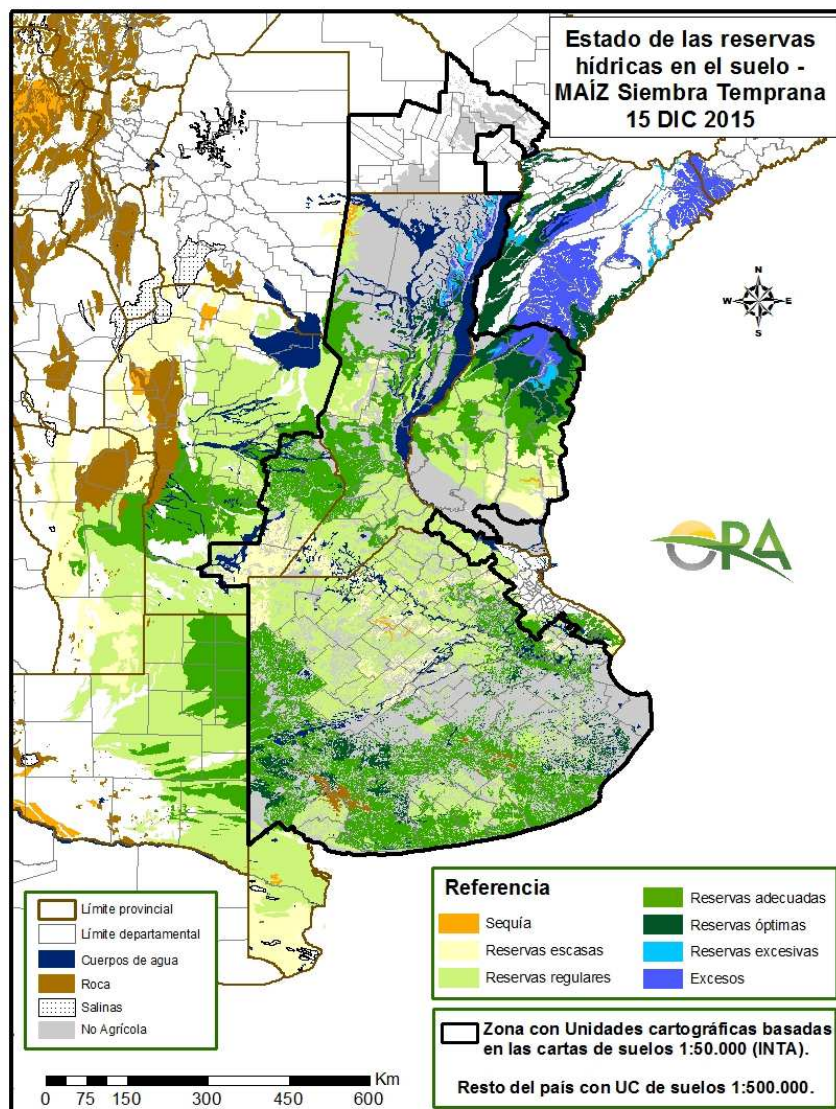 Estado de las reservas
hídricas en el suelo -
MAÍZ Siembra Temprana
15 DIC 2015
N
W E
S
OPA
Límite provincial
Límite departamental
Cuerpos de agua
Roca
Salinas
No Agrícola
Referencia
Sequía
Reservas escasas
Reservas regulares
Reservas adecuadas
Reservas óptimas
Reservas excesivas
Excesos
Zona con Unidades cartográficas basadas
en las cartas de suelos 1:50.000 (INTA).
Resto del país con UC de suelos 1:500.000.
Km
0 75 150 300 450 600